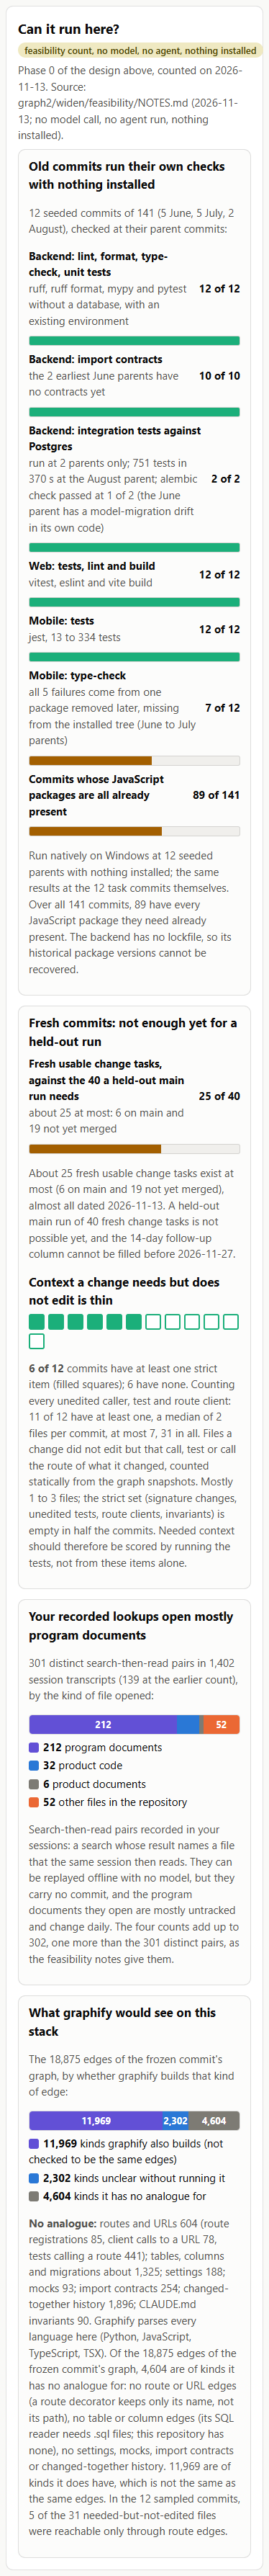 Can it run here?
feasibility count, no model, no agent, nothing installed
Phase 0 of the design above, counted on 2026-
11-13. Source:
graph2/widen/feasibility/NOTES.md (2026-11-
13; no model call, no agent run, nothing
installed).
Old commits run their own checks
with nothing installed
12 seeded commits of 141 (5 June, 5 July, 2
August), checked at their parent commits:
Backend: lint, format, type-
check, unit tests
ruff, ruff format, mypy and pytest
without a database, with an
existing environment
12 of 12
Backend: import contracts
the 2 earliest June parents have
no contracts yet
10 of 10
Backend: integration tests against
Postgres
run at 2 parents only; 751 tests in
370 s at the August parent; alembic
check passed at 1 of 2 (the June
parent has a model-migration drift
in its own code)
2 of 2
Web: tests, lint and build
vitest, eslint and vite build
12 of 12
Mobile: tests
jest, 13 to 334 tests
12 of 12
Mobile: type-check
all 5 failures come from one
package removed later, missing
from the installed tree (June to July
parents)
7 of 12
Commits whose JavaScript
packages are all already
present
89 of 141
Run natively on Windows at 12 seeded
parents with nothing installed; the same
results at the 12 task commits themselves.
Over all 141 commits, 89 have every
JavaScript package they need already
present. The backend has no lockfile, so its
historical package versions cannot be
recovered.
Fresh commits: not enough yet for a
held-out run
Fresh usable change tasks,
against the 40 a held-out main
run needs
about 25 at most: 6 on main and
19 not yet merged
25 of 40
About 25 fresh usable change tasks exist at
most (6 on main and 19 not yet merged),
almost all dated 2026-11-13. A held-out
main run of 40 fresh change tasks is not
possible yet, and the 14-day follow-up
column cannot be filled before 2026-11-27.
Context a change needs but does
not edit is thin
6 of 12 commits have at least one strict
item (filled squares); 6 have none. Counting
every unedited caller, test and route client:
11 of 12 have at least one, a median of 2
files per commit, at most 7, 31 in all. Files a
change did not edit but that call, test or call
the route of what it changed, counted
statically from the graph snapshots. Mostly
1 to 3 files; the strict set (signature changes,
unedited tests, route clients, invariants) is
empty in half the commits. Needed context
should therefore be scored by running the
tests, not from these items alone.
Your recorded lookups open mostly
program documents
301 distinct search-then-read pairs in 1,402
session transcripts (139 at the earlier count),
by the kind of file opened:
212
52
212 program documents
32 product code
6 product documents
52 other files in the repository
Search-then-read pairs recorded in your
sessions: a search whose result names a file
that the same session then reads. They can
be replayed offline with no model, but they
carry no commit, and the program
documents they open are mostly untracked
and change daily. The four counts add up to
302, one more than the 301 distinct pairs, as
the feasibility notes give them.
What graphify would see on this
stack
The 18,875 edges of the frozen commit's
graph, by whether graphify builds that kind
of edge:
11,969
2,302
4,604
11,969 kinds graphify also builds (not
checked to be the same edges)
2,302 kinds unclear without running it
4,604 kinds it has no analogue for
No analogue: routes and URLs 604 (route
registrations 85, client calls to a URL 78,
tests calling a route 441); tables, columns
and migrations about 1,325; settings 188;
mocks 93; import contracts 254; changed-
together history 1,896; CLAUDE.md
invariants 90. Graphify parses every
language here (Python, JavaScript,
TypeScript, TSX). Of the 18,875 edges of the
frozen commit's graph, 4,604 are of kinds it
has no analogue for: no route or URL edges
(a route decorator keeps only its name, not
its path), no table or column edges (its SQL
reader needs .sql files; this repository has
none), no settings, mocks, import contracts
or changed-together history. 11,969 are of
kinds it does have, which is not the same as
the same edges. In the 12 sampled commits,
5 of the 31 needed-but-not-edited files
were reachable only through route edges.